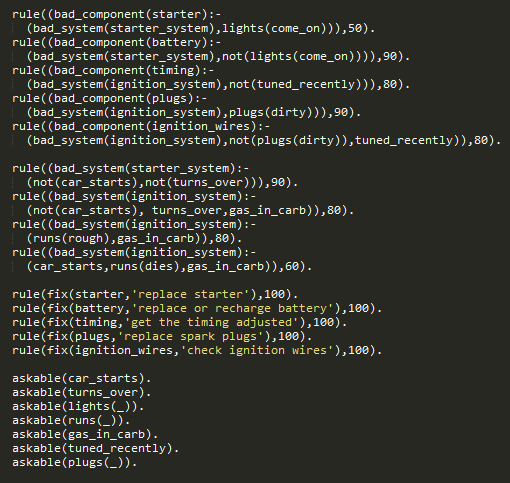 rule((bad_component(starter):-
(bad_system(starter_system),lights(come_on))),50).
rule((bad_component(battery):-
(bad_system(starter_system),not(lights(come_on)))),90).
rule((bad_component(timing):-
(bad_system(ignition_system),not(tuned_recently))),80).
rule((bad_component(plugs):-
(bad_system(ignition_system),plugs(dirty))),90).
rule((bad_component(ignition_wires):-
(bad_system(ignition_system),not(plugs(dirty)),tuned_recently)),80).
rule((bad_system(starter_system):-
(not(car_starts),not(turns_over))),90).
rule((bad_system(ignition_system):-
(not(car_starts), turns_over,gas_in_carb)),80).
rule((bad_system(ignition_system):-
(runs(rough),gas_in_carb)),80).
rule((bad_system(ignition_system):-
(car_starts,runs(dies),gas_in_carb)),60).
rule(fix(starter,'replace starter'),100).
rule(fix(battery,'replace or recharge battery'),100).
rule(fix(timing,'get the timing adjusted'),100).
rule(fix(plugs,'replace spark plugs'),100).
rule(fix(ignition_wires,'check ignition wires'),100).
askable(car_starts).
askable(turns_over).
askable(lights(_)).
askable(runs(_)).
askable(gas_in_carb).
askable(tuned_recently).
askable(plugs(_)).